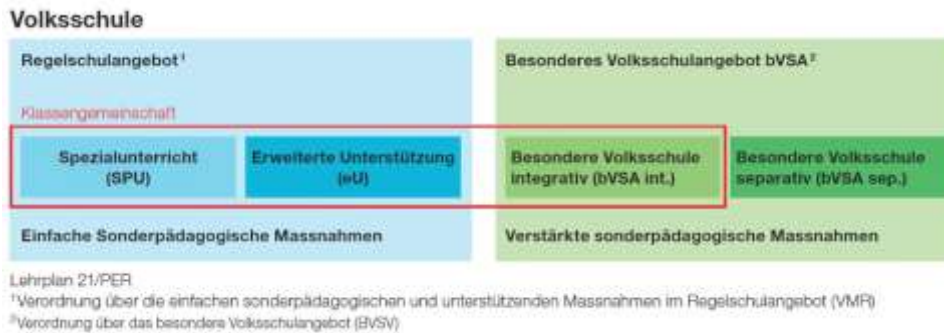 Volksschule
Regelschulangebot¹
Besonderes Volksschulangebot bVSA²
Klassengemeinschaft
Spezialunterricht
(SPU)
Erweiterte Unterstützung
(eU)
Besondere Volksschule
integrativ (bVSA int.)
Besondere Volksschule
separativ (bVSA sep.)
Einfache Sonderpädagogische Massnahmen
Verstärkte sonderpädagogische Massnahmen
Lehrplan 21/PER
¹Verordnung über die einfachen sonderpädagogischen und unterstützenden Massnahmen im Regelschulangebot (VMR)
²Verordnung über das besondere Volksschulangebot (BVSV)